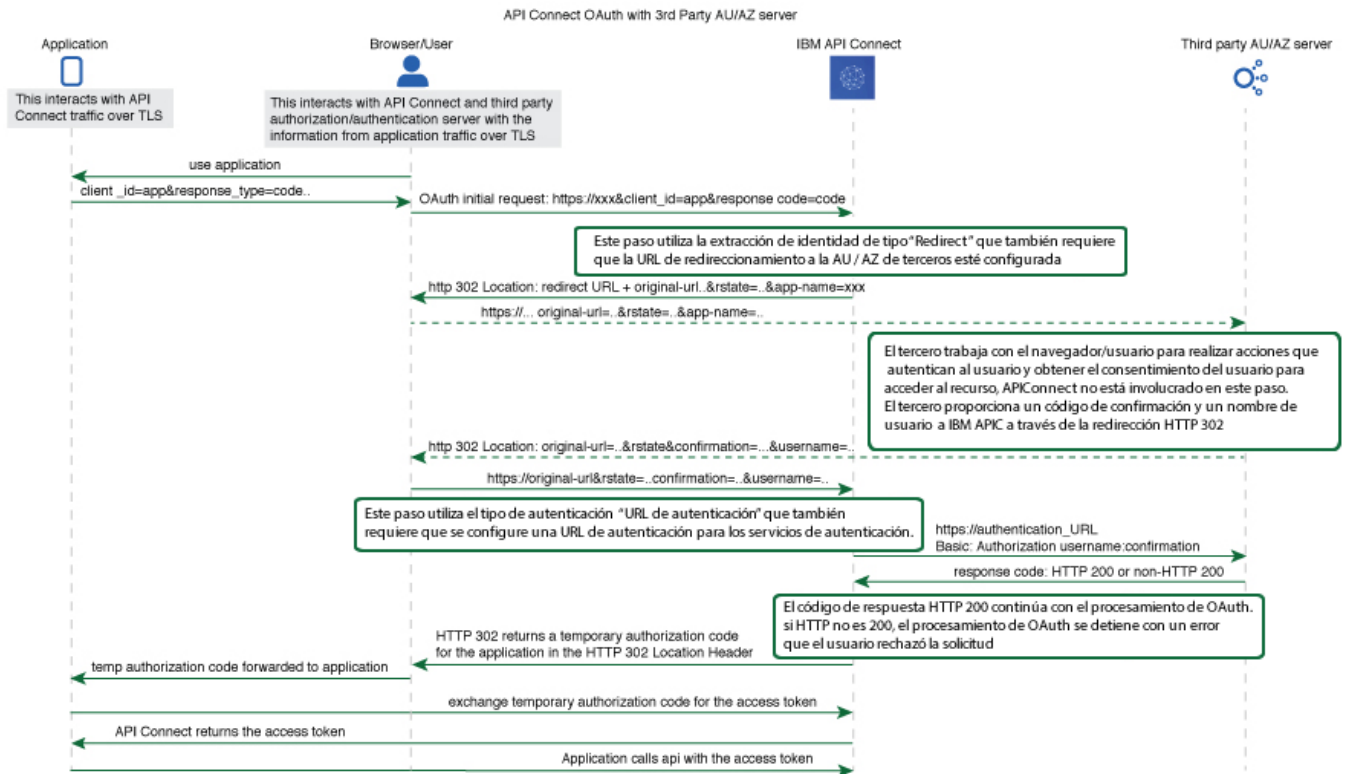 API Connect OAuth with 3rd Party AU/AZ server
Application
Browser/User
IBM API Connect
Third party AU/AZ server
This interacts with API
Connect traffic over TLS
This interacts with API Connect and third party
authorization/authentication server with the
information from application traffic over TLS
use application
client _id=app&response_type=code..
OAuth initial request: https://xxx&client_id=app&response code=code
Este paso utiliza la extracción de identidad de tipo "Redirect" que también requiere
que la URL de redireccionamiento a la AU / AZ de terceros esté configurada
http 302 Location: redirect URL + original-url..&rstate=..&app-name=xxx
https://... original-url=..&rstate=..&app-name=..
El tercero trabaja con el navegador/usuario para realizar acciones que
autentican al usuario y obtener el consentimiento del usuario para
acceder al recurso, APIConnect no está involucrado en este paso.
El tercero proporciona un código de confirmación y un nombre de
usuario a IBM APIC a través de la redirección HTTP 302
http 302 Location: original-url=..&rstate&confirmation=...&username=..
https://original-url&rstate=..confirmation=..&username=..
Este paso utiliza el tipo de autenticación "URL de autenticación" que también
requiere que se configure una URL de autenticación para los servicios de autenticación.
https://authentication_URL
Basic: Authorization username:confirmation
response code: HTTP 200 or non-HTTP 200
El código de respuesta HTTP 200 continúa con el procesamiento de OAuth.
si HTTP no es 200, el procesamiento de OAuth se detiene con un error
que el usuario rechazó la solicitud
HTTP 302 returns a temporary authorization code
for the application in the HTTP 302 Location Header
temp authorization code forwarded to application
exchange temporary authorization code for the access token
API Connect returns the access token
Application calls api with the access token